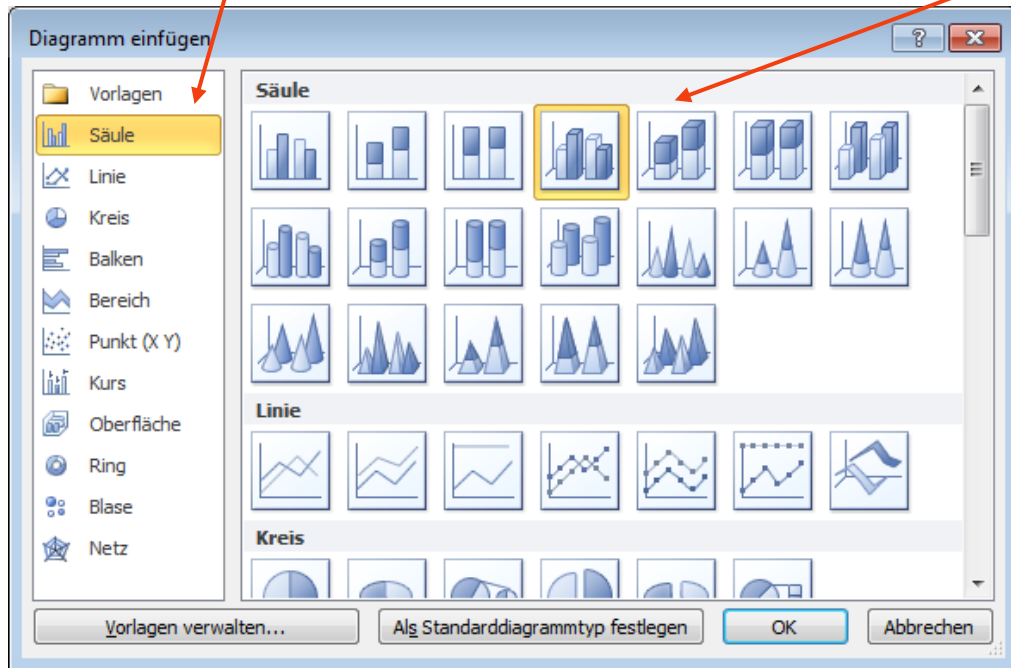 Diagramm einfügen
Vorlagen
Säule
Linie
Kreis
Balken
Bereich
Punkt (X Y)
Kurs
Oberfläche
Ring
Blase
Netz
Säule
Linie
Kreis
Vorlagen verwalten...
Als Standarddiagrammtyp festlegen
OK
Abbrechen